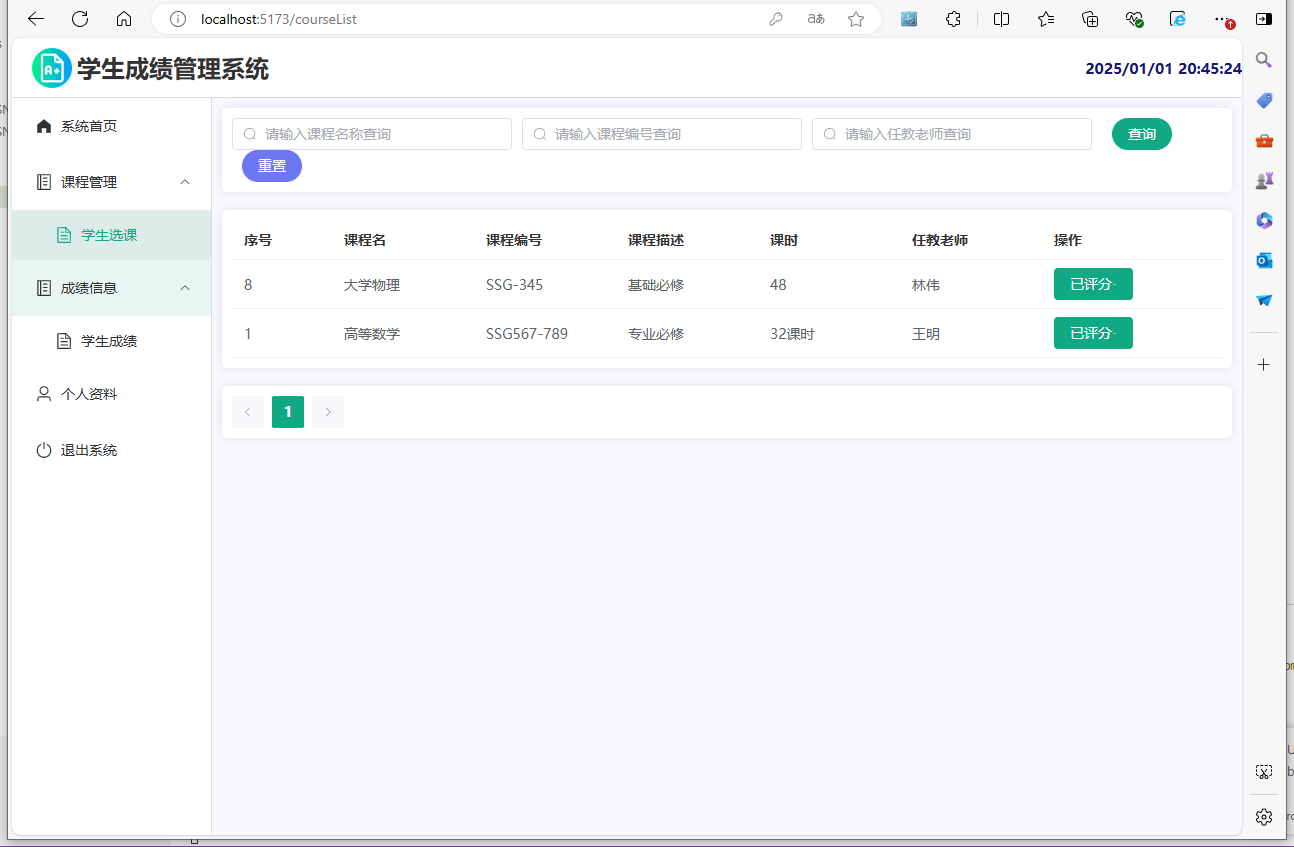 localhost:5173/courseList
学生成绩管理系统
2025/01/01 20:45:24
系统首页
课程管理
学生选课
成绩信息
学生成绩
个人资料
退出系统
请输入课程名称查询 请输入课程编号查询 请输入任教老师查询 查询
重置
序号 课程名 课程编号 课程描述 课时 任教老师 操作
8 大学物理 SSG-345 基础必修 48 林伟 已评分·
1 高等数学 SSG567-789 专业必修 32课时 王明 已评分·
1